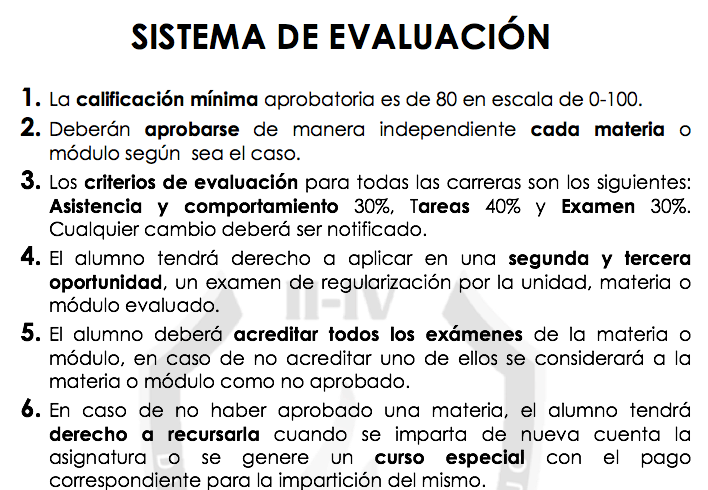 SISTEMA DE EVALUACIÓN
1. La calificación mínima aprobatoria es de 80 en escala de 0-100.
2. Deberán aprobarse de manera independiente cada materia o
módulo según sea el caso.
3. Los criterios de evaluación para todas las carreras son los siguientes:
Asistencia y comportamiento 30%, Tareas 40% y Examen 30%.
Cualquier cambio deberá ser notificado.
4. El alumno tendrá derecho a aplicar en una segunda y tercera
oportunidad, un examen de regularización por la unidad, materia o
módulo evaluado.
II-IV
5. El alumno deberá acreditar todos los exámenes de la materia o
módulo, en caso de no acreditar uno de ellos se considerará a la
materia o módulo como no aprobado.
6. En caso de no haber aprobado una materia, el alumno tendrá
derecho a recursarla cuando se imparta de nueva cuenta la
asignatura o se genere un curso especial con el pago
correspondiente para la impartición del mismo.